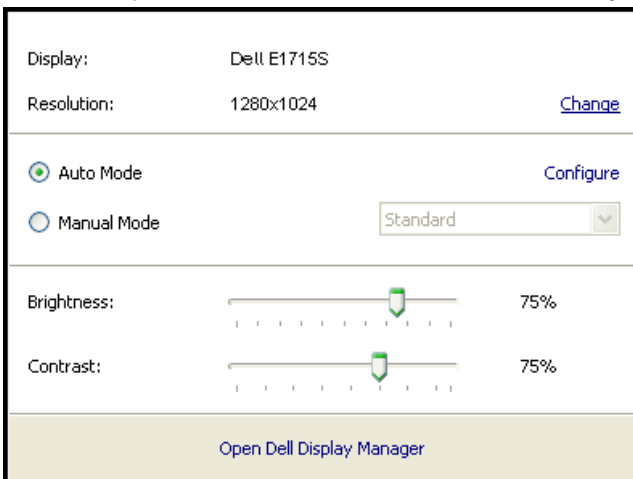 Display: Dell E1715S
Resolution: 1280x1024 Change
Auto Mode Configure
Manual Mode Standard
Brightness: 75%
Contrast: 75%
Open Dell Display Manager